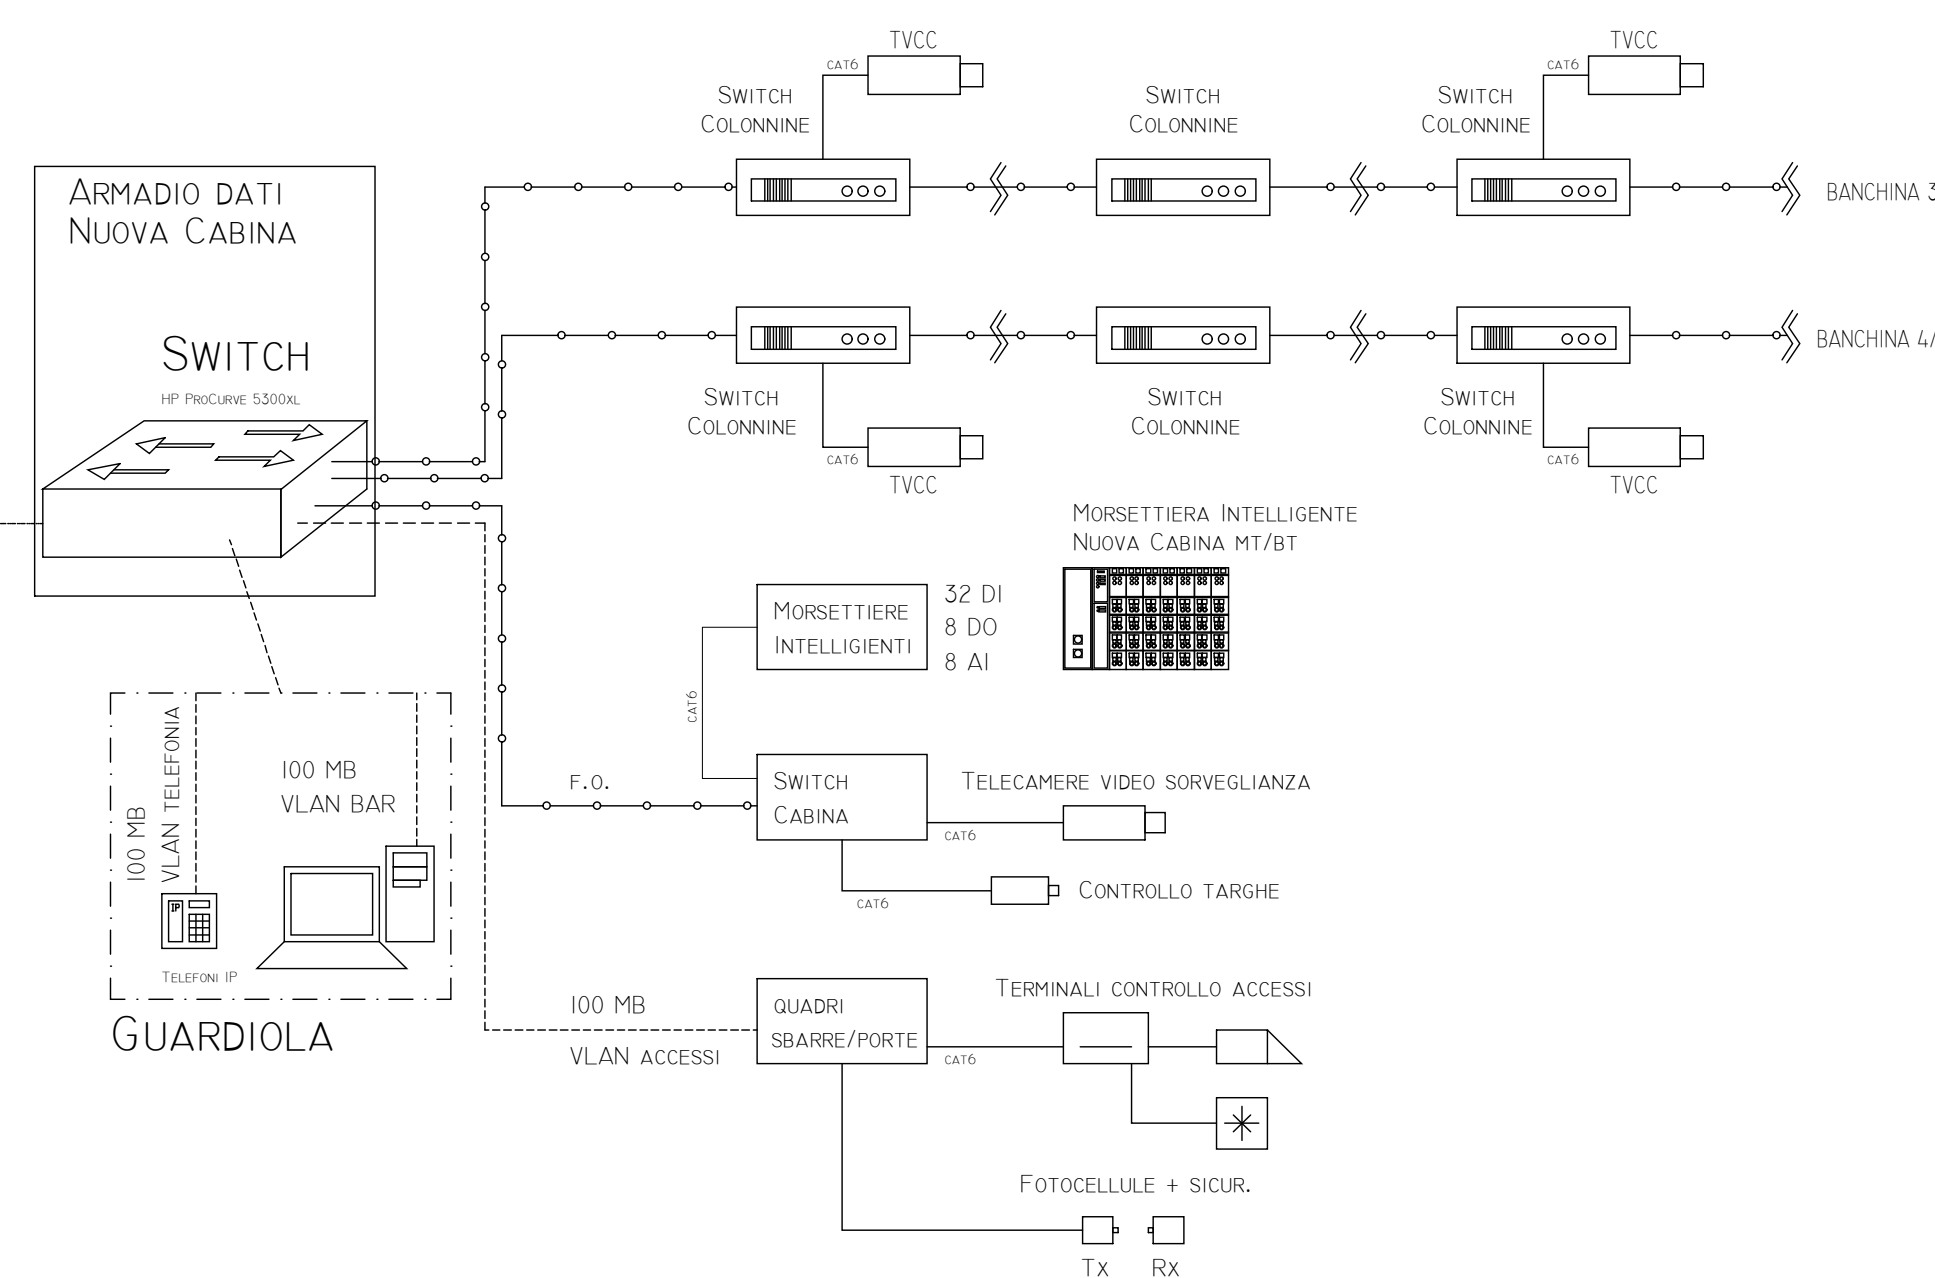 TVCC
TVCC
CAT6
CAT6
SWITCH
COLONNINE
SWITCH
COLONNINE
SWITCH
COLONNINE
ARMADIO DATI
NUOVA CABINA
BANCHINA 3
SWITCH
HP PROCURVE 5300XL
BANCHINA 4/
SWITCH
COLONNINE
SWITCH
COLONNINE
SWITCH
COLONNINE
CAT6
CAT6
TVCC
TVCC
MORSETTIERA INTELLIGENTE
NUOVA CABINA MT/BT
MORSETTIERE
INTELLIGIENTI
32 DI
8 DO
8 AI
CAT6
100 MB
VLAN TELEFONIA
100 MB
VLAN BAR
IP
TELEFONI IP
GUARDIOLA
F.O.
SWITCH
CABINA
TELECAMERE VIDEO SORVEGLIANZA
CAT6
CONTROLLO TARGHE
CAT6
100 MB
VLAN ACCESSI
QUADRI
SBARRE/PORTE
TERMINALI CONTROLLO ACCESSI
CAT6
FOTOCELLULE + SICUR.
TX
RX